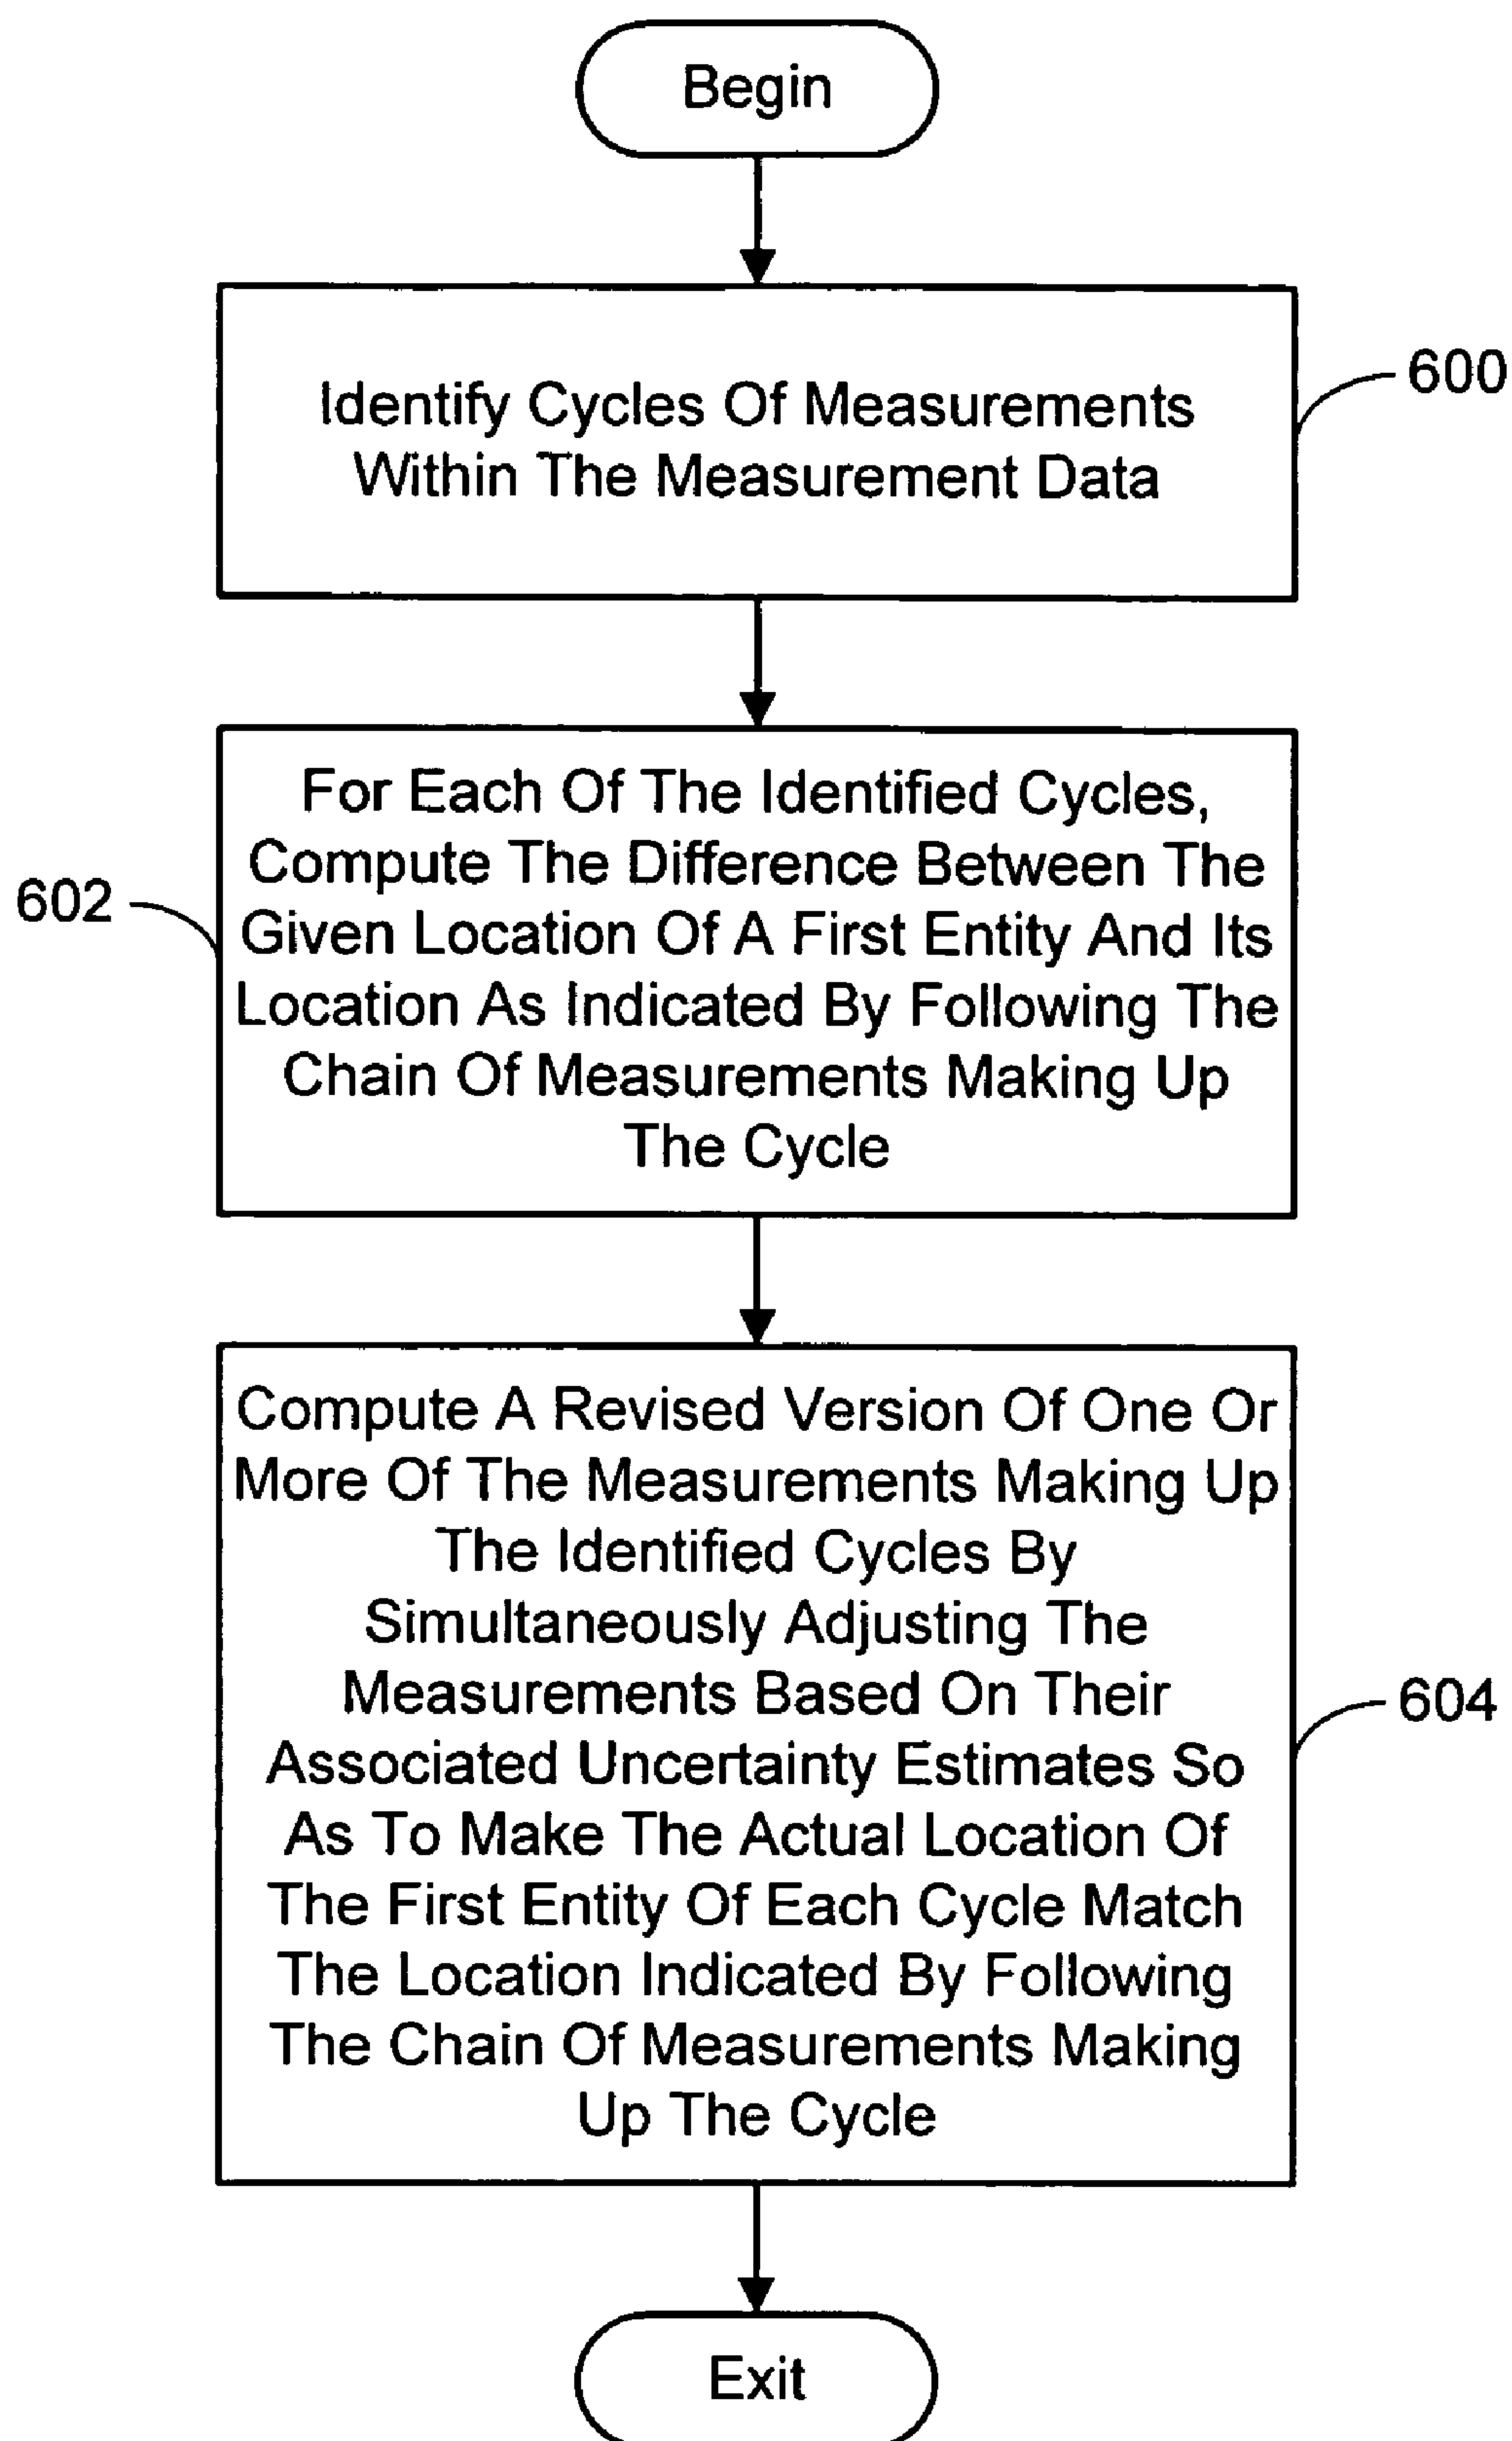 Begin
Identify Cycles Of Measurements
Within The Measurement Data
600
For Each Of The Identified Cycles,
Compute The Difference Between The
Given Location Of A First Entity And Its
Location As Indicated By Following The
Chain Of Measurements Making Up
The Cycle
602
Compute A Revised Version Of One Or
More Of The Measurements Making Up
The Identified Cycles By
Simultaneously Adjusting The
Measurements Based On Their
Associated Uncertainty Estimates So
As To Make The Actual Location Of
The First Entity Of Each Cycle Match
The Location Indicated By Following
The Chain Of Measurements Making
Up The Cycle
604
Exit